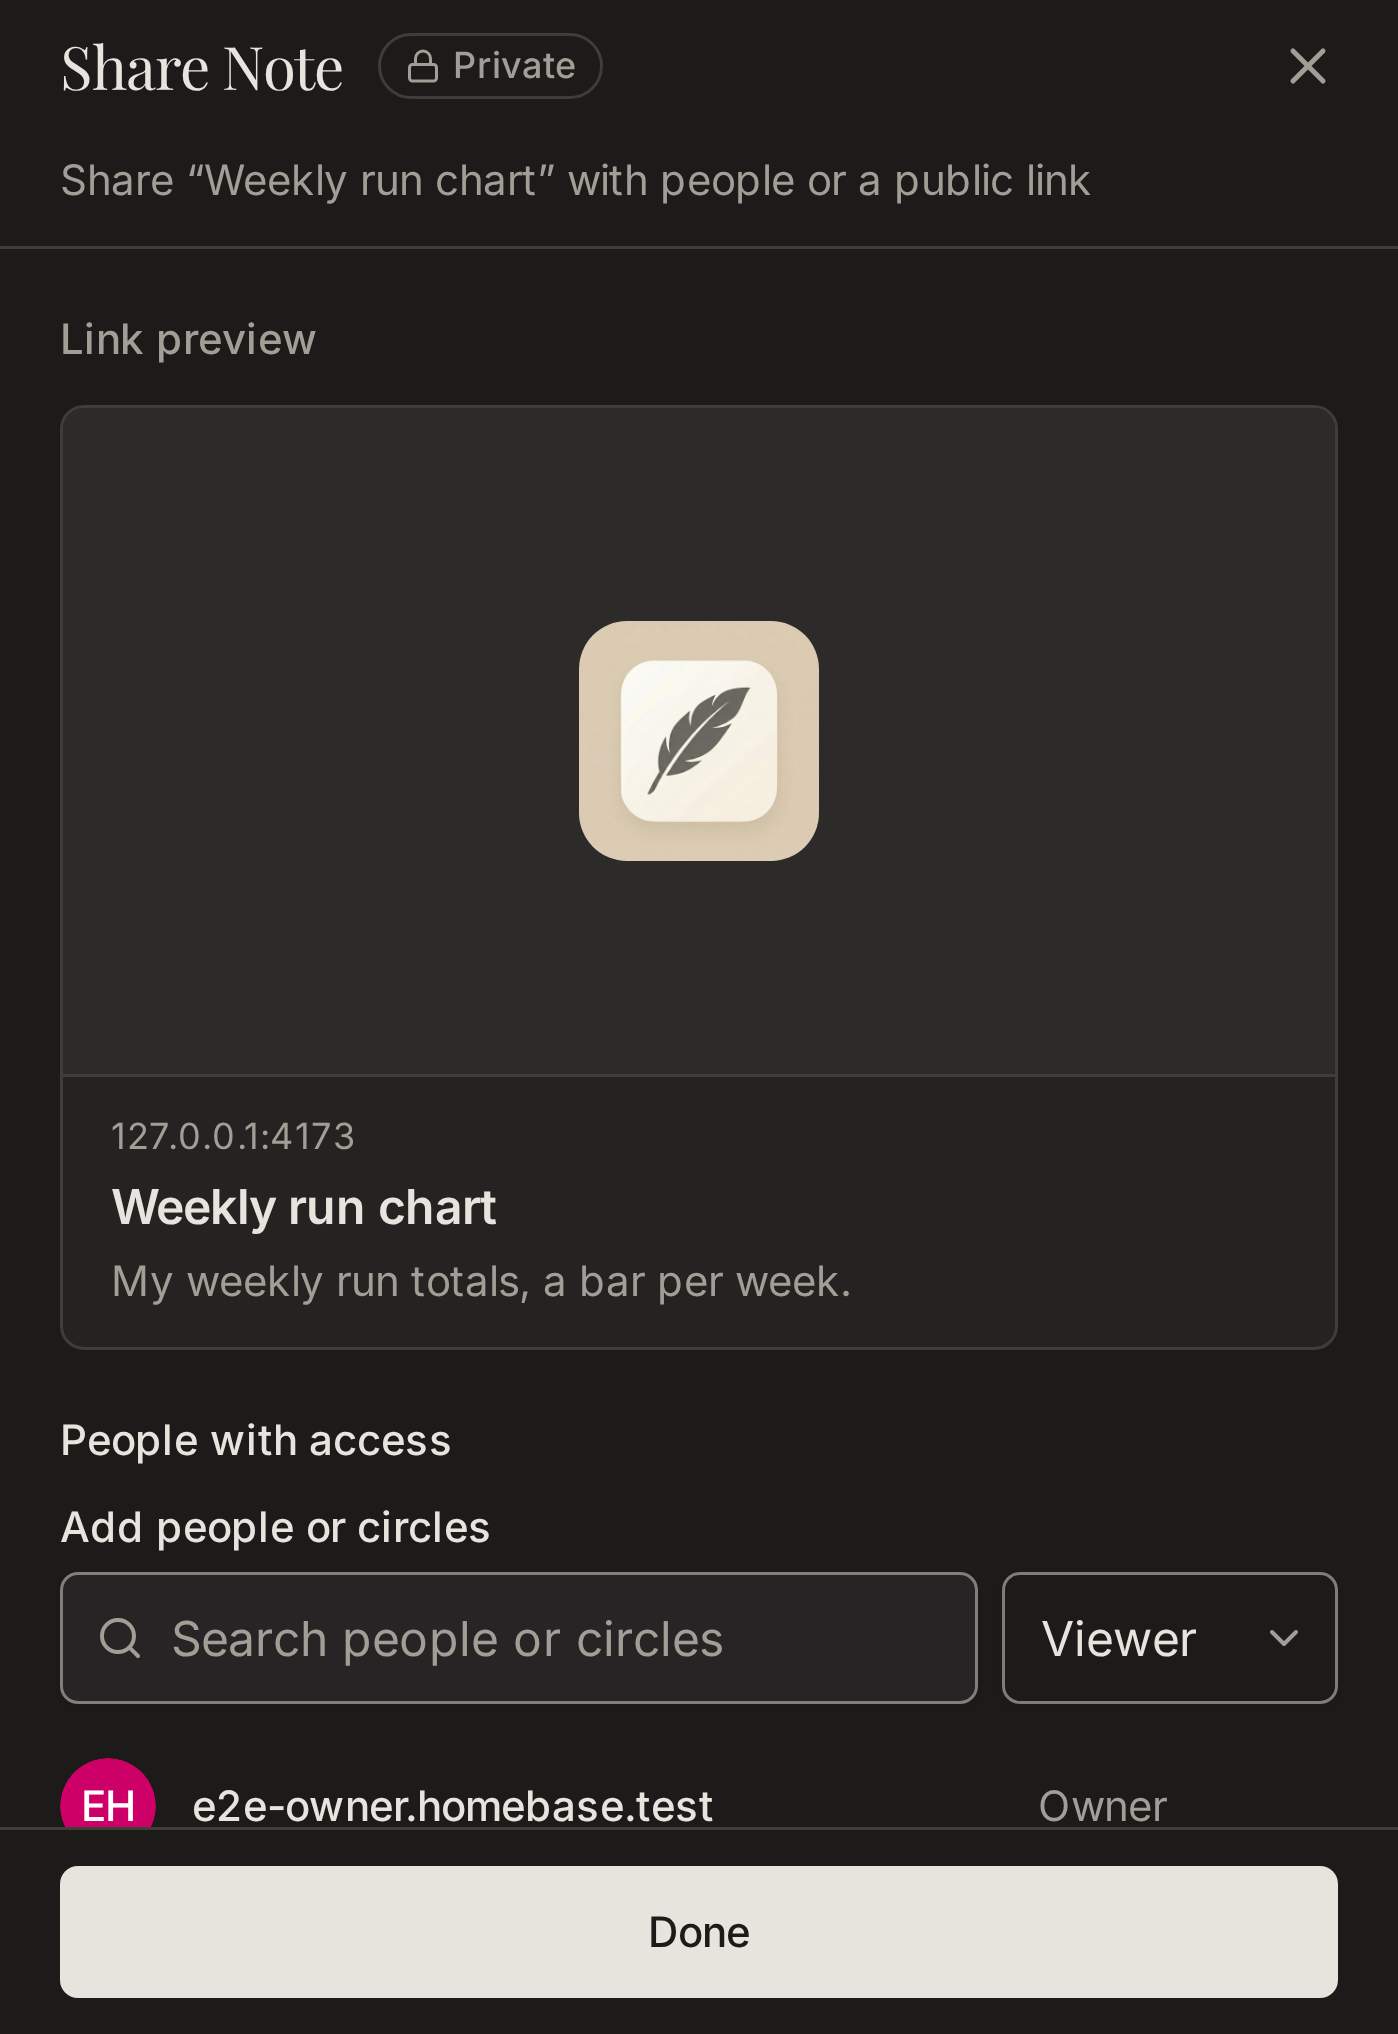 Share Note
Private
Share “Weekly run chart” with people or a public link
Link preview
127.0.0.1:4173
Weekly run chart
My weekly run totals, a bar per week.
People with access
Add people or circles
Search people or circles
Viewer
EH
e2e-owner.homebase.test
Owner
Done